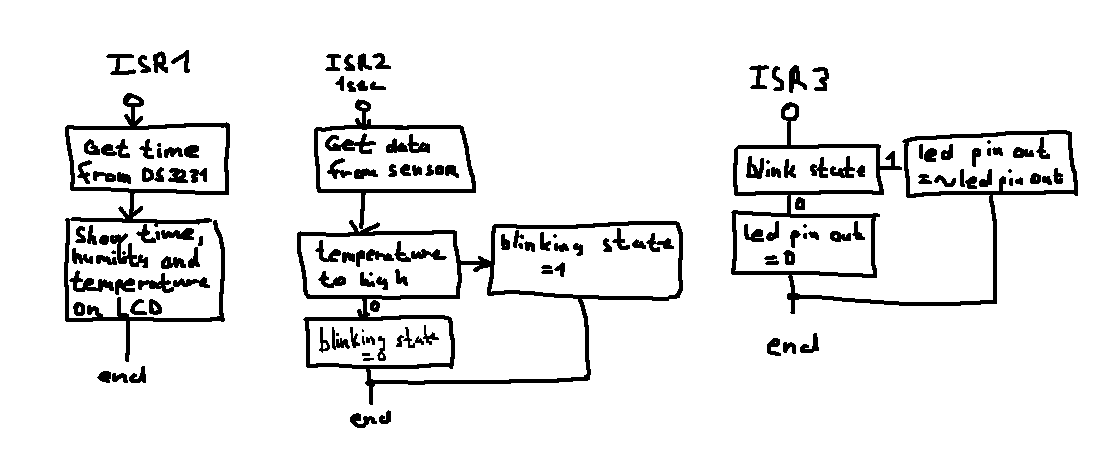 ISR1
Get time
from DS3231
Show time,
humility and
temperature
on LCD
end
ISR2
1sec
Get data
from sensor
temperature
to high
blinking state
=1
0
blinking state
=0
end
ISR3
blink state
1
led pin out
=~led pin out
0
led pin out
=0
end